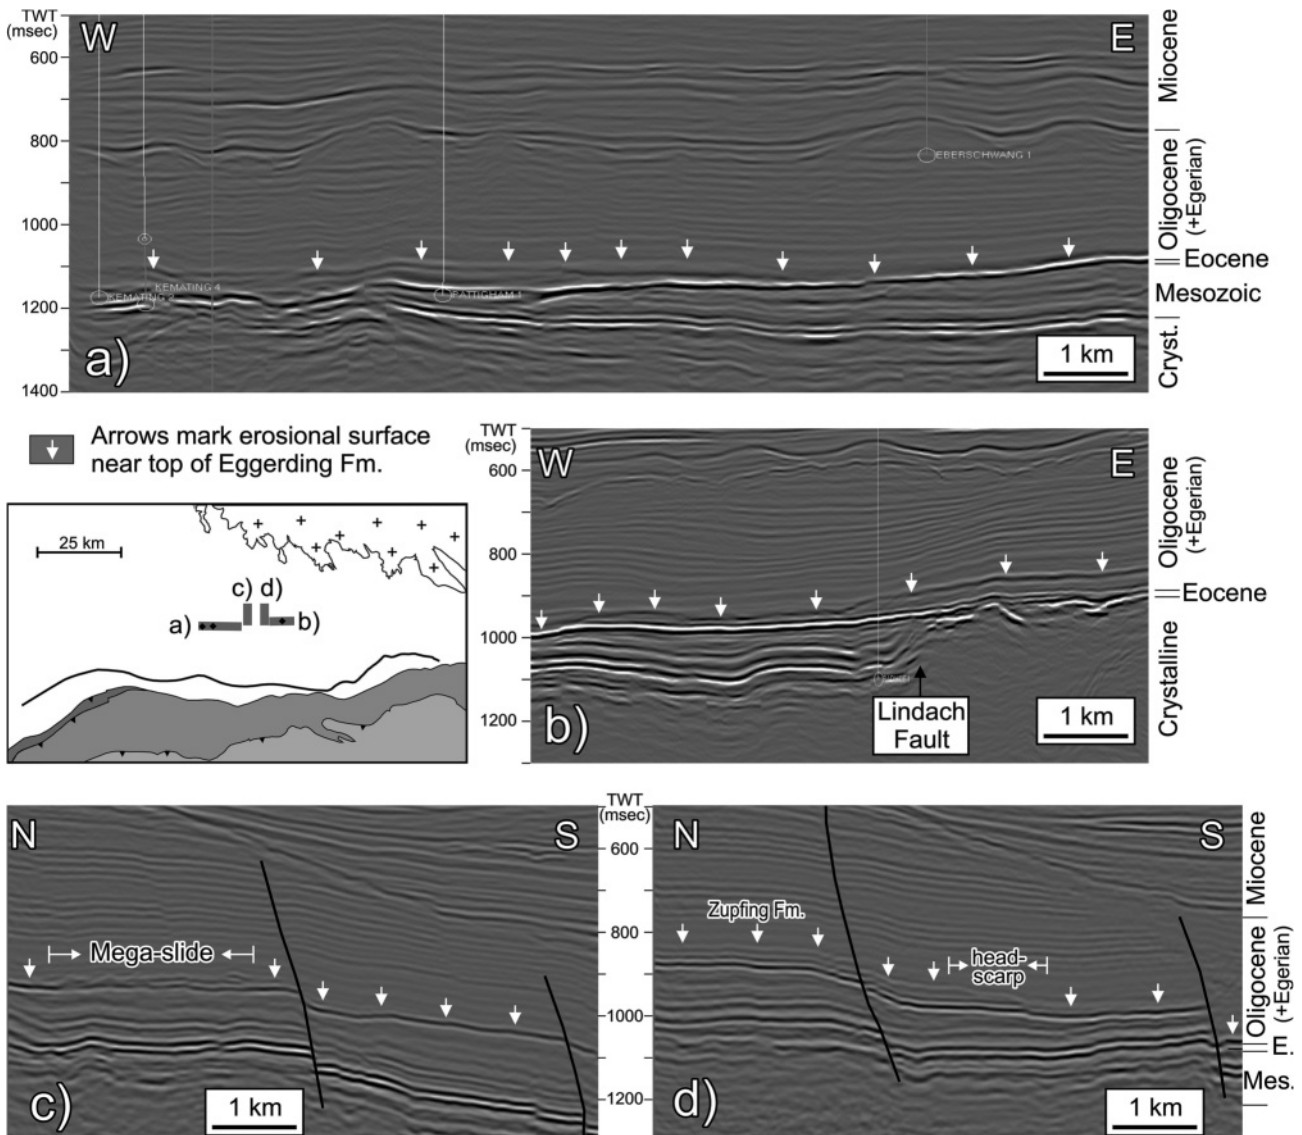 TWT
(msec)
W
E
600
800
1000
1200
1400
EBERSCHWANG 1
KEMATING 4
KEMATING 2
PATTIGHAM 1
a)
1 km
Miocene
Oligocene
(+Egerian)
Eocene
Mesozoic
Cryst.
Arrows mark erosional surface
near top of Eggerding Fm.
25 km
c) d)
a)
b)
TWT
(msec)
W
E
600
800
1000
1200
b)
Lindach
Fault
1 km
Oligocene
(+Egerian)
Eocene
Crystalline
N
S
Mega-slide
c)
1 km
TWT
(msec)
600
800
1000
1200
N
S
Zupfing Fm.
head-
scarp
d)
1 km
Miocene
Oligocene
(+Egerian)
E.
Mes.